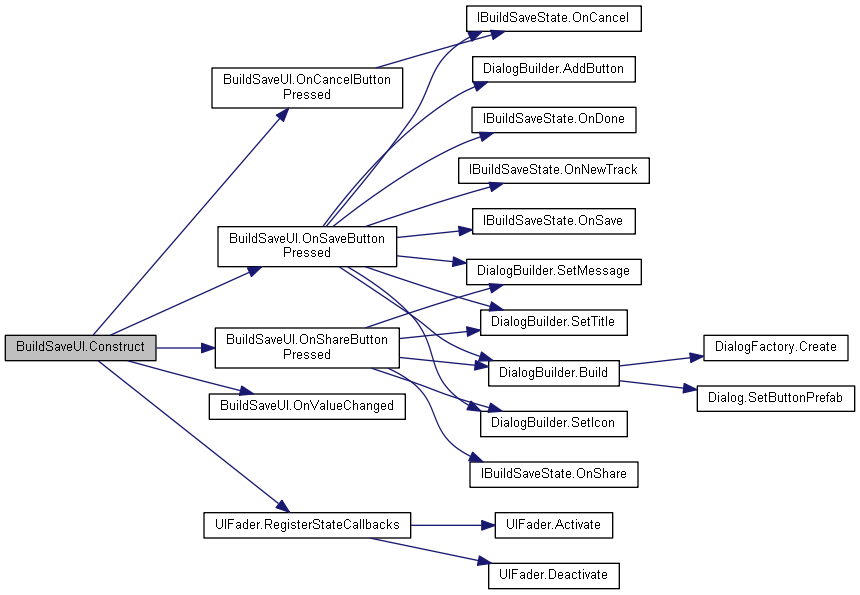 IBuildSaveState.OnCancel
BuildSaveUI.OnCancelButton
Pressed
DialogBuilder.AddButton
IBuildSaveState.OnDone
IBuildSaveState.OnNewTrack
IBuildSaveState.OnSave
BuildSaveUI.OnSaveButton
Pressed
DialogBuilder.SetMessage
DialogBuilder.SetTitle
BuildSaveUI.Construct
BuildSaveUI.OnShareButton
Pressed
DialogFactory.Create
DialogBuilder.Build
Dialog.SetButtonPrefab
BuildSaveUI.OnValueChanged
DialogBuilder.SetIcon
IBuildSaveState.OnShare
UIFader.RegisterStateCallbacks
UIFader.Activate
UIFader.Deactivate